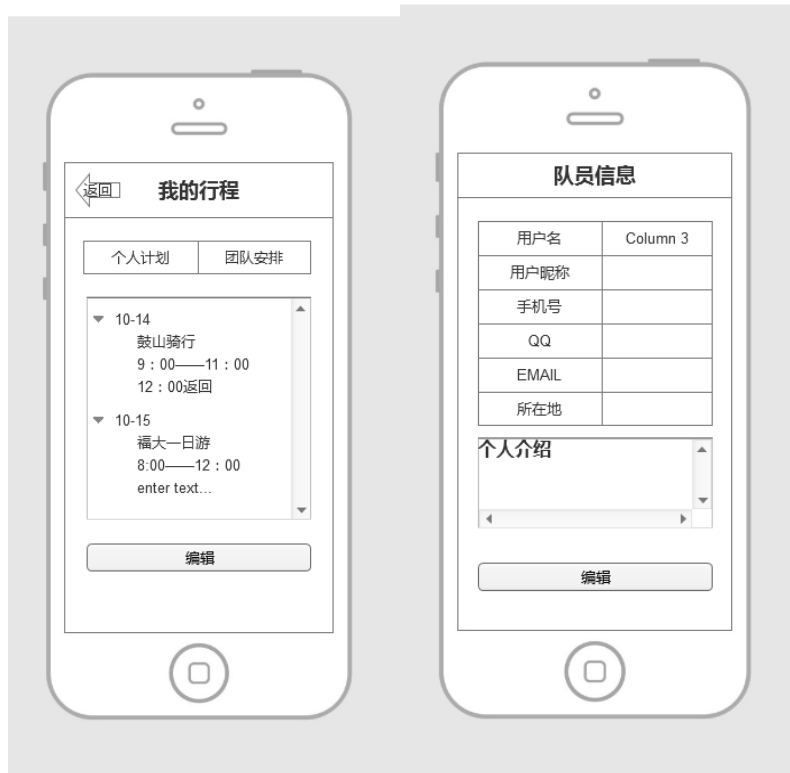 返回
我的行程
个人计划 团队安排
10-14
鼓山骑行
9：00——11：00
12：00返回
10-15
福大一日游
8:00——12：00
enter text...
编辑
队员信息
用户名 Column 3
用户昵称
手机号
QQ
EMAIL
所在地
个人介绍
编辑